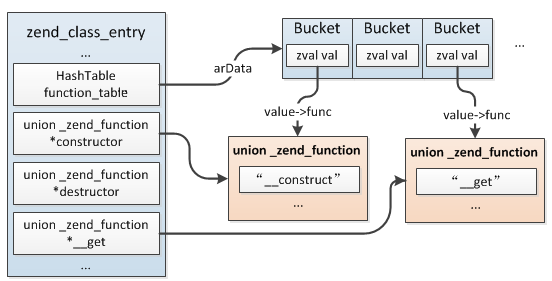 zend_class_entry
...
HashTable
function_table
union _zend_function
*constructor
union _zend_function
*destructor
union _zend_function
*__get
...
arData
Bucket
zval val
Bucket
zval val
Bucket
zval val
...
value->func
value->func
union _zend_function
“__construct”
...
union _zend_function
“__get”
...